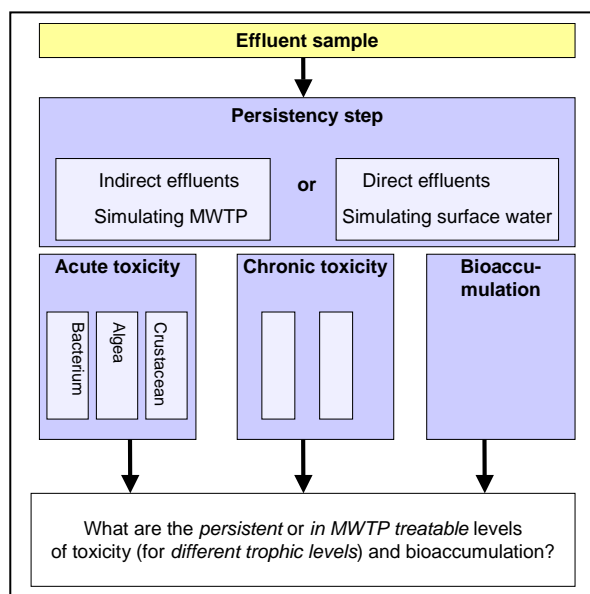 Effluent sample
Persistency step
Indirect effluents
Simulating MWTP
or
Direct effluents
Simulating surface water
Acute toxicity
Bacterium
Algea
Crustacean
Chronic toxicity
Bioaccu-
mulation
What are the persistent or in MWTP treatable levels
of toxicity (for different trophic levels) and bioaccumulation?